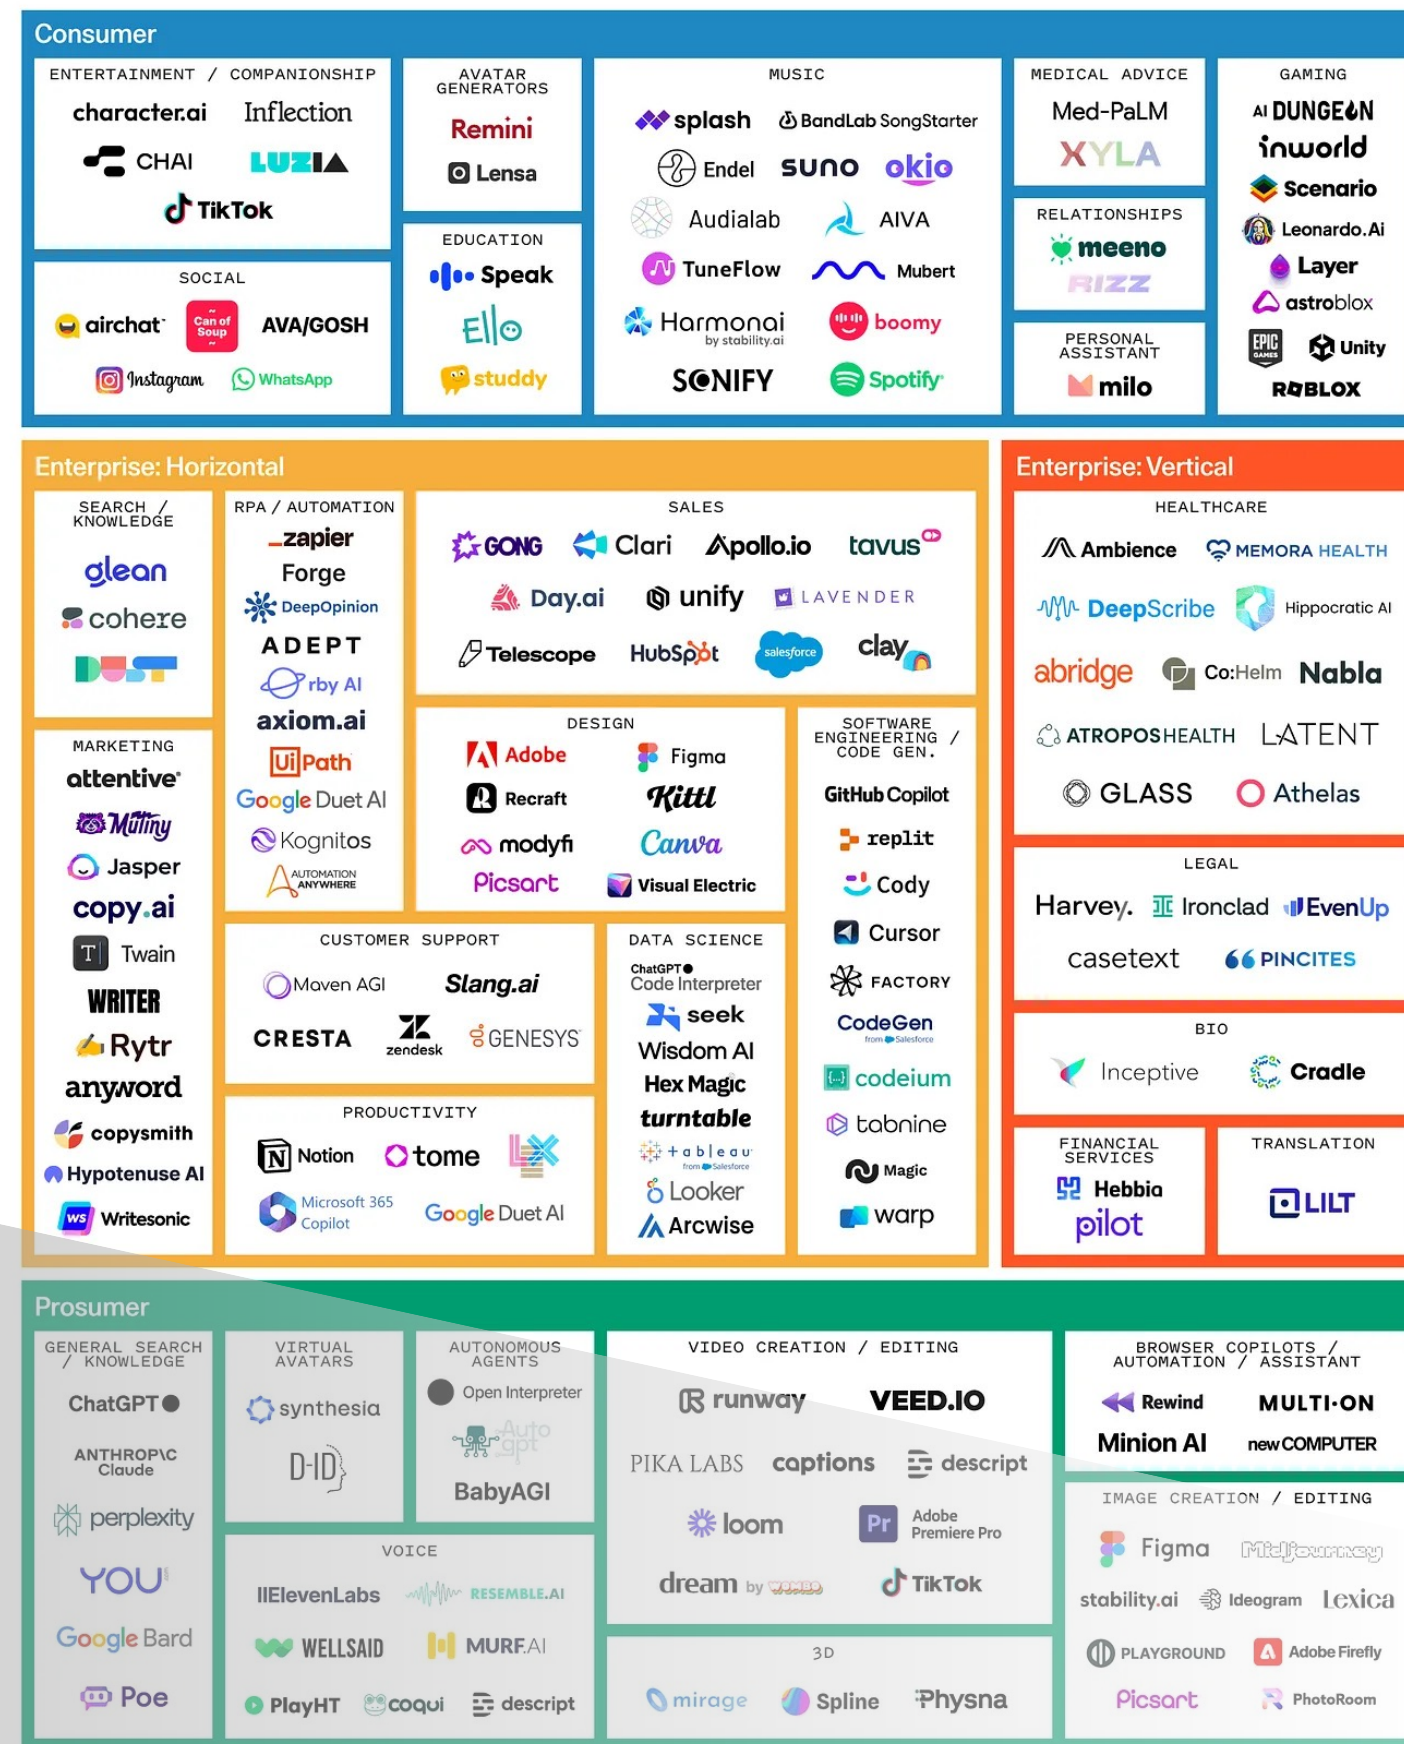 Consumer
ENTERTAINMENT / COMPANIONSHIP
character.ai Inflection
CHAI LUZIA
TikTok
SOCIAL
airchat Can of Soup AVA/GOSH
Instagram WhatsApp
AVATAR
GENERATORS
Remini
Lensa
EDUCATION
Speak
Ello
studdy
MUSIC
splash BandLab SongStarter
Endel suno okio
Audialab AIVA
TuneFlow Mubert
Harmonai boomy
by stability.ai
SONIFY Spotify
MEDICAL ADVICE
Med-PaLM
XYLA
RELATIONSHIPS
meeno
RIZZ
PERSONAL
ASSISTANT
milo
GAMING
AI DUNGEON
inworld
Scenario
Leonardo.Ai
Layer
astroblox
EPIC GAMES Unity
ROBLOX
Enterprise: Horizontal
SEARCH /
KNOWLEDGE
glean
cohere
DUST
MARKETING
attentive
Mutiny
Jasper
copy.ai
T Twain
WRITER
Rytr
anyword
copysmith
Hypotenuse AI
WS Writesonic
RPA / AUTOMATION
_zapier
Forge
DeepOpinion
ADEPT
Orby AI
axiom.ai
UiPath
Google Duet AI
Kognitos
AUTOMATION
ANYWHERE
SALES
GONG Clari Apollo.io tavus
Day.ai unify LAVENDER
Telescope HubSpot salesforce clay
DESIGN
Adobe Figma
Recraft Kittl
modyfi Canva
Picsart Visual Electric
SOFTWARE
ENGINEERING /
CODE GEN.
GitHub Copilot
replit
Cody
Cursor
FACTORY
CodeGen
from Salesforce
{...} codeium
tabnine
Magic
warp
CUSTOMER SUPPORT
Maven AGI Slang.ai
CRESTA zendesk GENESYS
DATA SCIENCE
ChatGPT
Code Interpreter
seek
Wisdom AI
Hex Magic
turntable
+ableau
from Salesforce
Looker
Arcwise
PRODUCTIVITY
Notion tome LEX
Microsoft 365
Copilot
Google Duet AI
Enterprise: Vertical
HEALTHCARE
Ambience MEMORA HEALTH
DeepScribe Hippocratic AI
abridge Co:Helm Nabla
ATROPOSHEALTH LATENT
GLASS Athelas
LEGAL
Harvey. Ironclad EvenUp
casetext PINCITES
BIO
Inceptive Cradle
FINANCIAL
SERVICES
Hebbia
pilot
TRANSLATION
LILT
Prosumer
GENERAL SEARCH
/ KNOWLEDGE
ChatGPT
ANTHROP\C
Claude
perplexity
YOU
Google Bard
Poe
VIRTUAL
AVATARS
synthesia
D-ID
AUTONOMOUS
AGENTS
Open Interpreter
Auto
gpt
BabyAGI
VOICE
IIElevenLabs RESEMBLE.AI
WELLSAID MURF.AI
PlayHT coqui descript
VIDEO CREATION / EDITING
runway VEED.IO
PIKA LABS captions descript
loom Pr Adobe
Premiere Pro
dream by WOMBO TikTok
3D
mirage Spline Physna
BROWSER COPILOTS /
AUTOMATION / ASSISTANT
Rewind MULTI·ON
Minion AI new COMPUTER
IMAGE CREATION / EDITING
Figma Midjourney
stability.ai Ideogram Lexica
PLAYGROUND Adobe Firefly
Picsart PhotoRoom